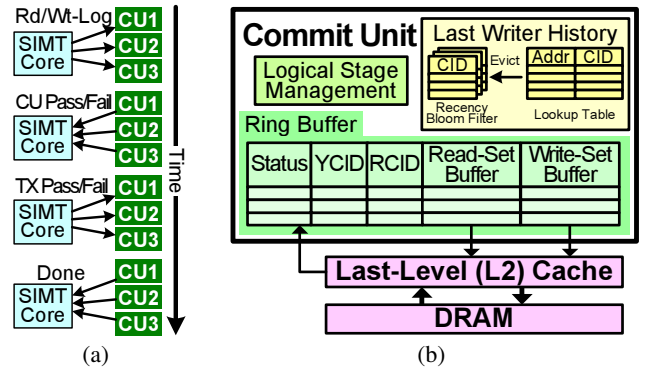 Rd/Wt-Log
SIMT
Core
CU1
CU2
CU3
CU Pass/Fail
SIMT
Core
CU1
CU2
CU3
TX Pass/Fail
SIMT
Core
CU1
CU2
CU3
Done
SIMT
Core
CU1
CU2
CU3
Time
(a)
Commit Unit
Logical Stage
Management
Last Writer History
CID
Evict
Addr CID
Recency
Bloom Filter
Lookup Table
Ring Buffer
Status YCID RCID Read-Set Write-Set
Buffer Buffer
Last-Level (L2) Cache
DRAM
(b)